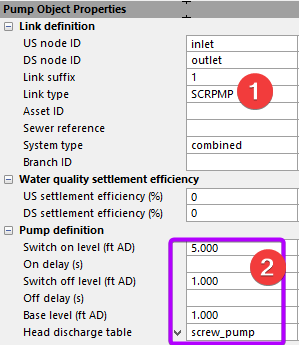 Pump Object Properties
Link definition
US node ID inlet
DS node ID outlet
Link suffix 1
Link type SCRPMP 1
Asset ID
Sewer reference
System type combined
Branch ID
Water quality settlement efficiency
US settlement efficiency (%) 0
DS settlement efficiency (%) 0
Pump definition
Switch on level (ft AD) 5.000
On delay (s) 2
Switch off level (ft AD) 1.000
Off delay (s)
Base level (ft AD) 1.000
Head discharge table screw_pump